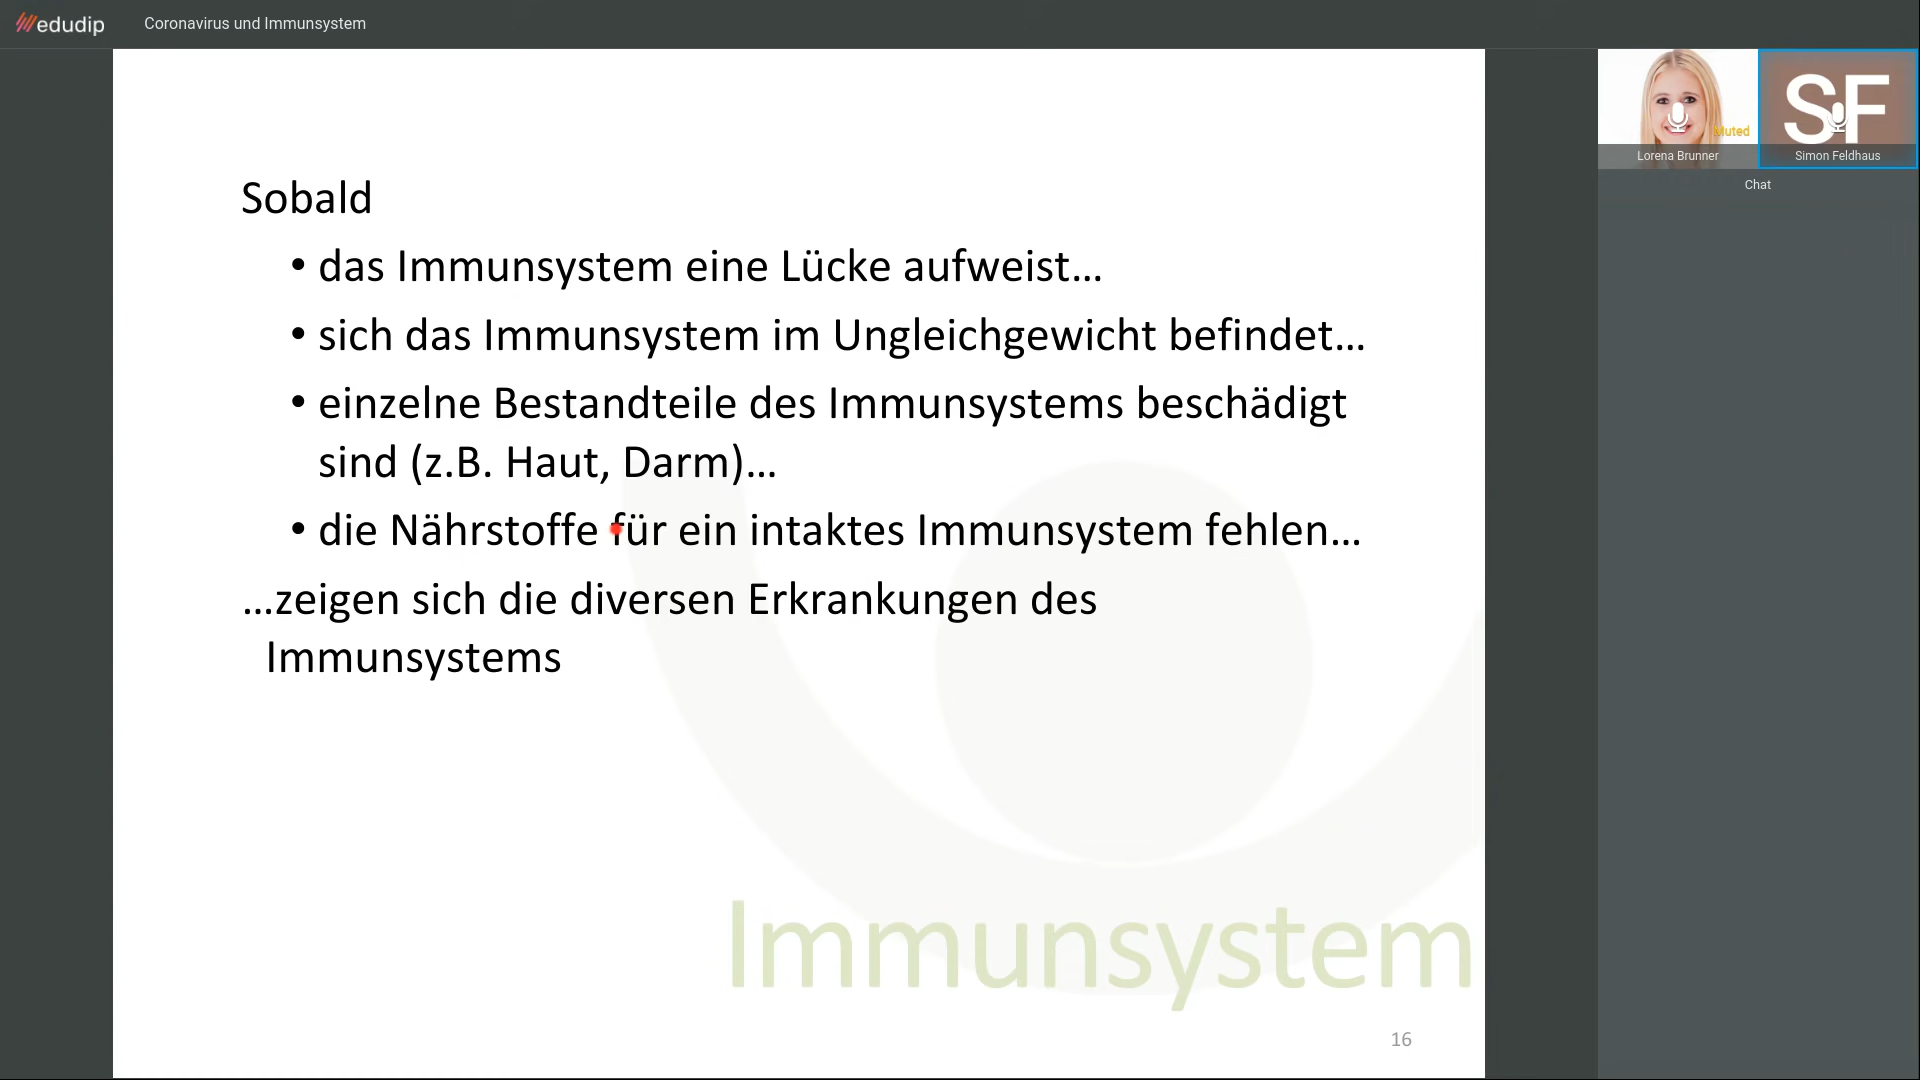 edudip
Coronavirus und Immunsystem
Muted
Lorena Brunner
SF
Simon Feldhaus
Chat
Sobald
• das Immunsystem eine Lücke aufweist…
• sich das Immunsystem im Ungleichgewicht befindet…
• einzelne Bestandteile des Immunsystems beschädigt
sind (z.B. Haut, Darm)…
• die Nährstoffe für ein intaktes Immunsystem fehlen…
…zeigen sich die diversen Erkrankungen des
Immunsystems
Immunsystem
16